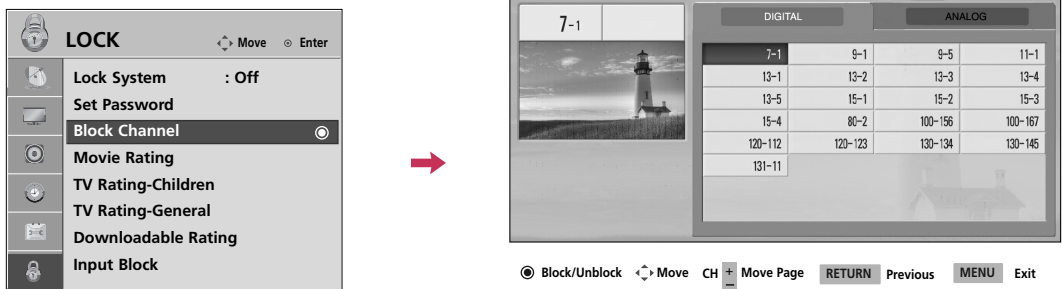 LOCK
Move Enter
Lock System : Off
Set Password
Block Channel
Movie Rating
TV Rating-Children
TV Rating-General
Downloadable Rating
Input Block
7-1
DIGITAL ANALOG
7-1 9-1 9-5 11-1
13-1 13-2 13-3 13-4
13-5 15-1 15-2 15-3
15-4 80-2 100-156 100-167
120-112 120-123 130-134 130-145
131-11
Block/Unblock Move CH + − Move Page RETURN Previous MENU Exit